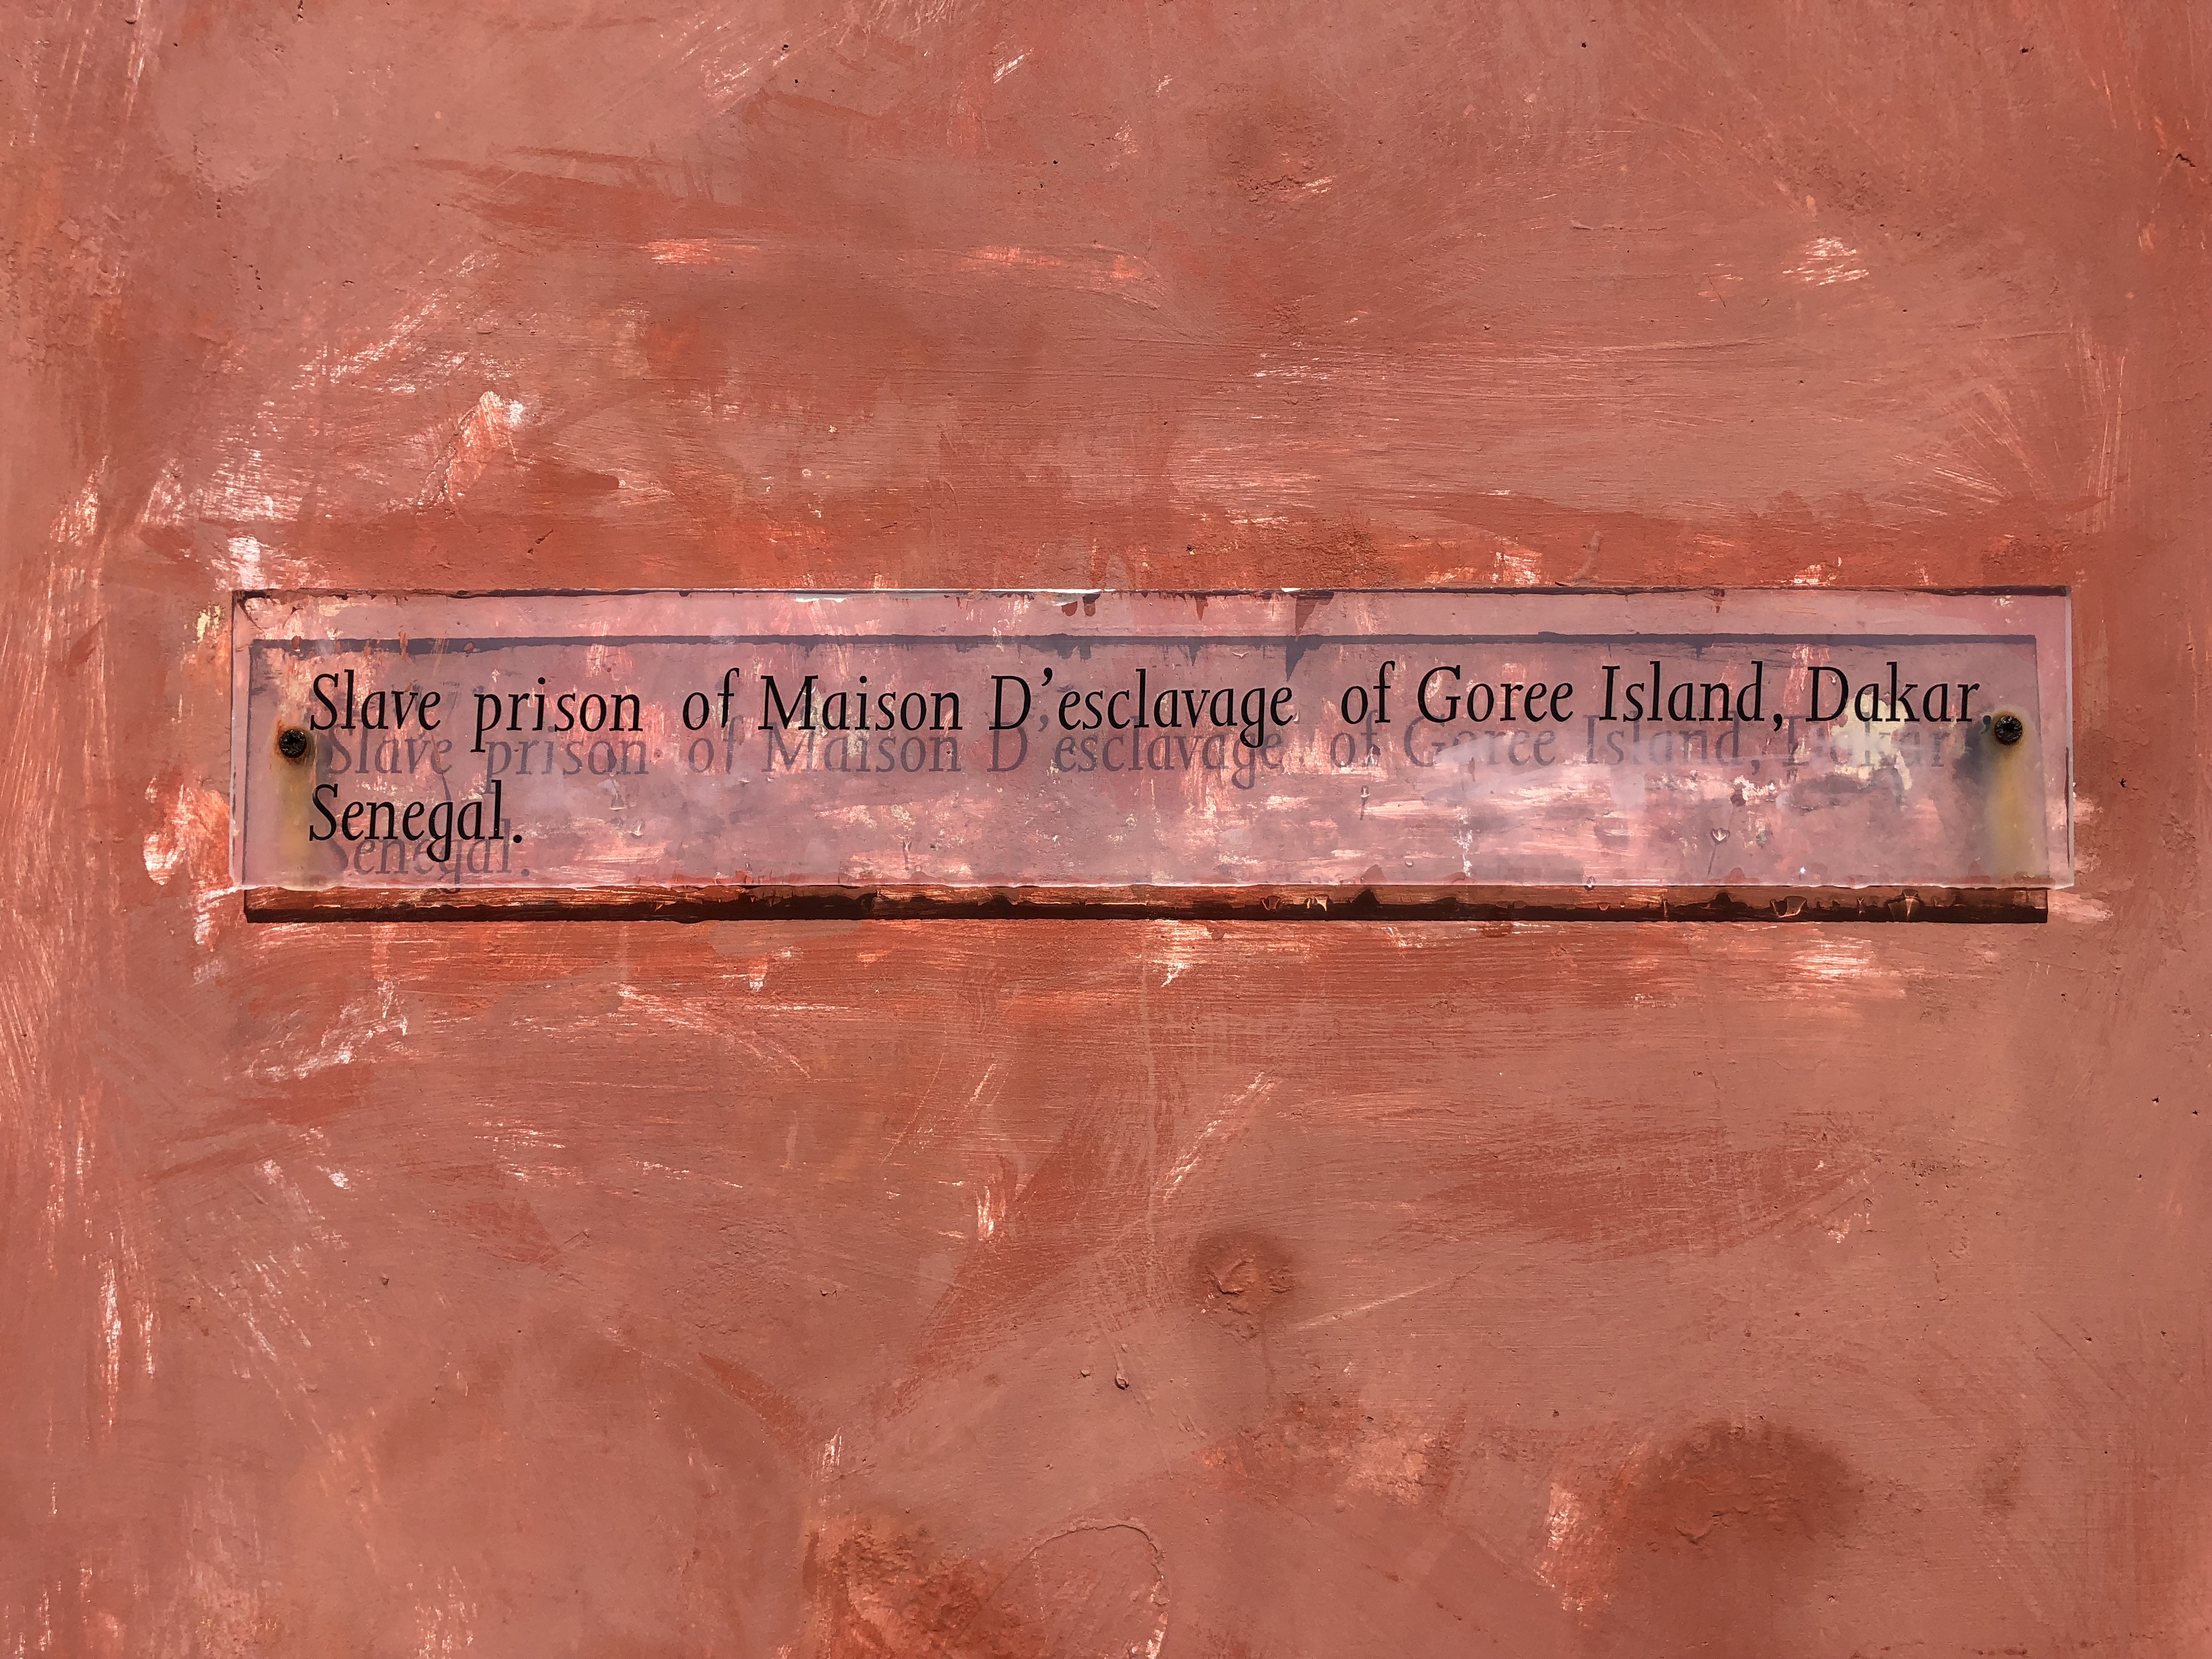 Slave prison of Maison D'esclavage of Goree Island, Dakar,
Senegal.